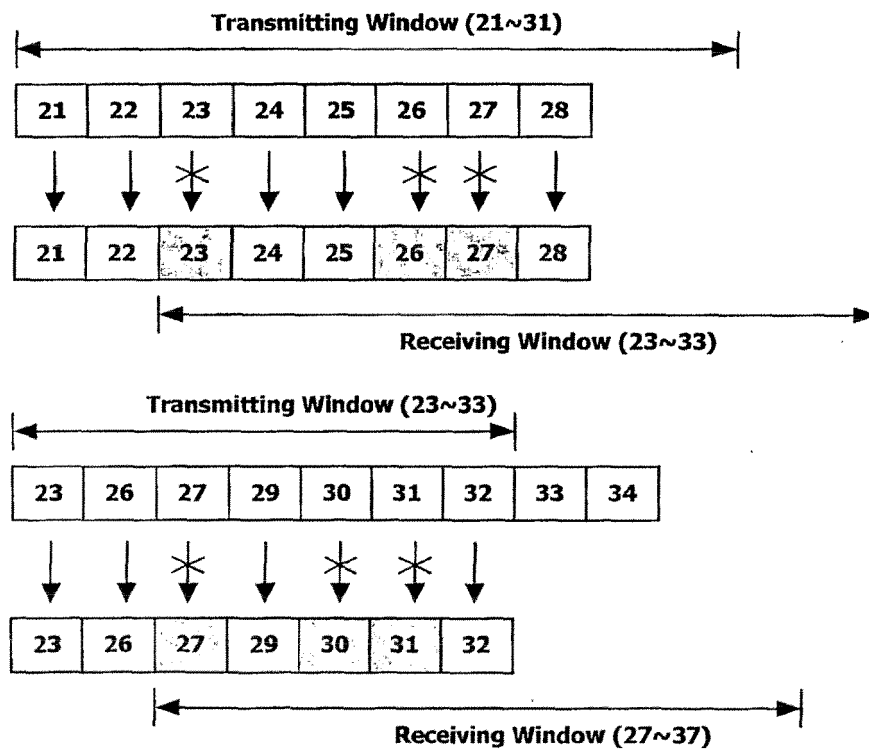 Transmitting Window (21~31)
21 22 23 24 25 26 27 28
21 22 23 24 25 26 27 28
Receiving Window (23~33)
Transmitting Window (23~33)
23 26 27 29 30 31 32 33 34
23 26 27 29 30 31 32
Receiving Window (27~37)